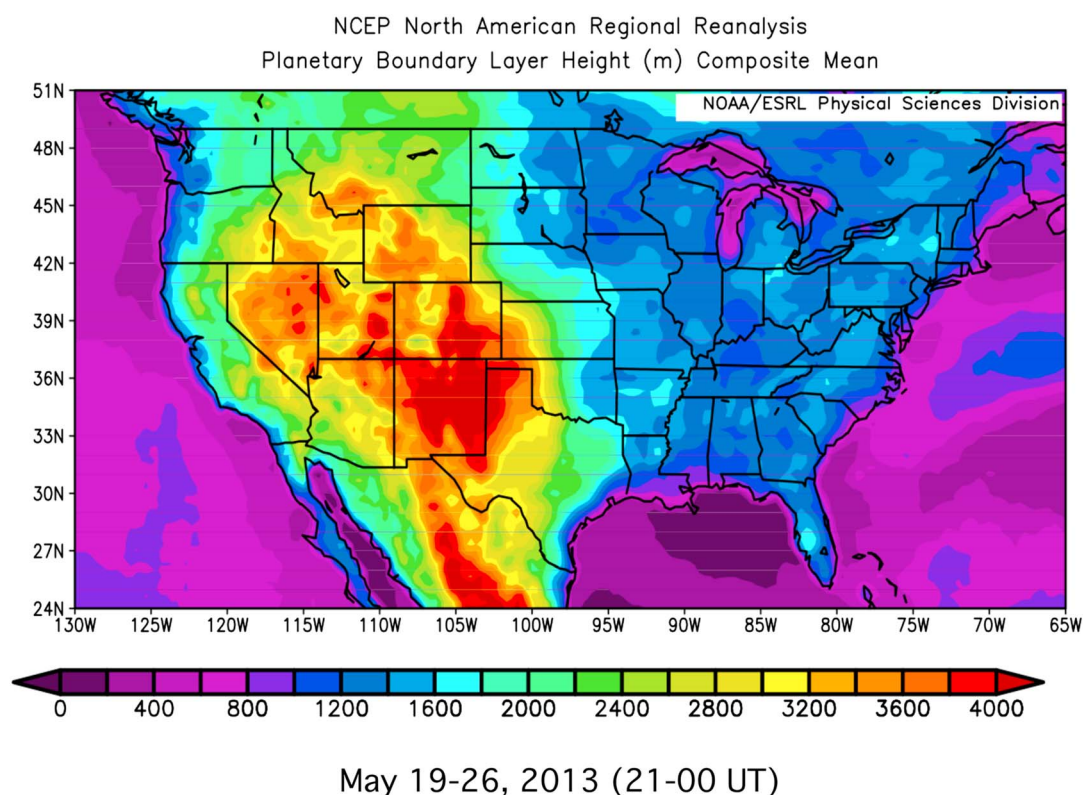 NCEP North American Regional Reanalysis
Planetary Boundary Layer Height (m) Composite Mean
NOAA/ESRL Physical Sciences Division
51N
48N
45N
42N
39N
36N
33N
30N
27N
24N
130W 125W 120W 115W 110W 105W 100W 95W 90W 85W 80W 75W 70W 65W
0 400 800 1200 1600 2000 2400 2800 3200 3600 4000
May 19-26, 2013 (21-00 UT)